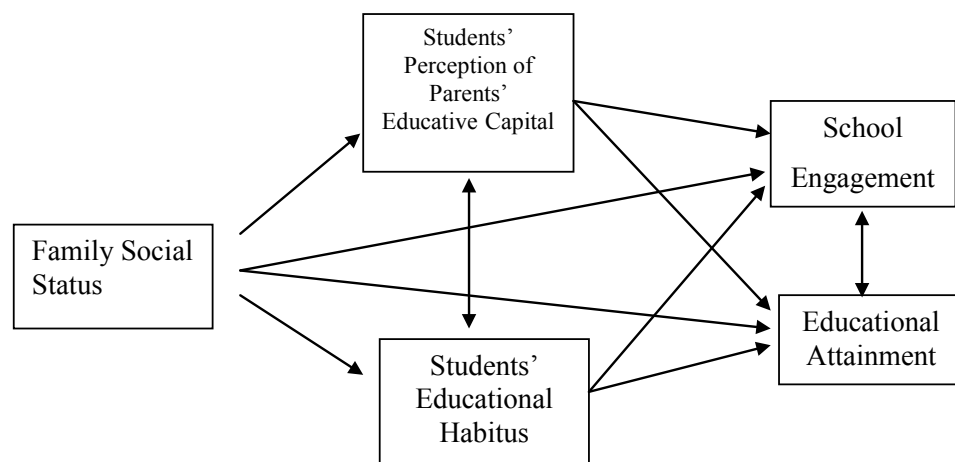 Students’
Perception of
Parents’
Educative Capital
School
Engagement
Family Social
Status
Educational
Attainment
Students’
Educational
Habitus